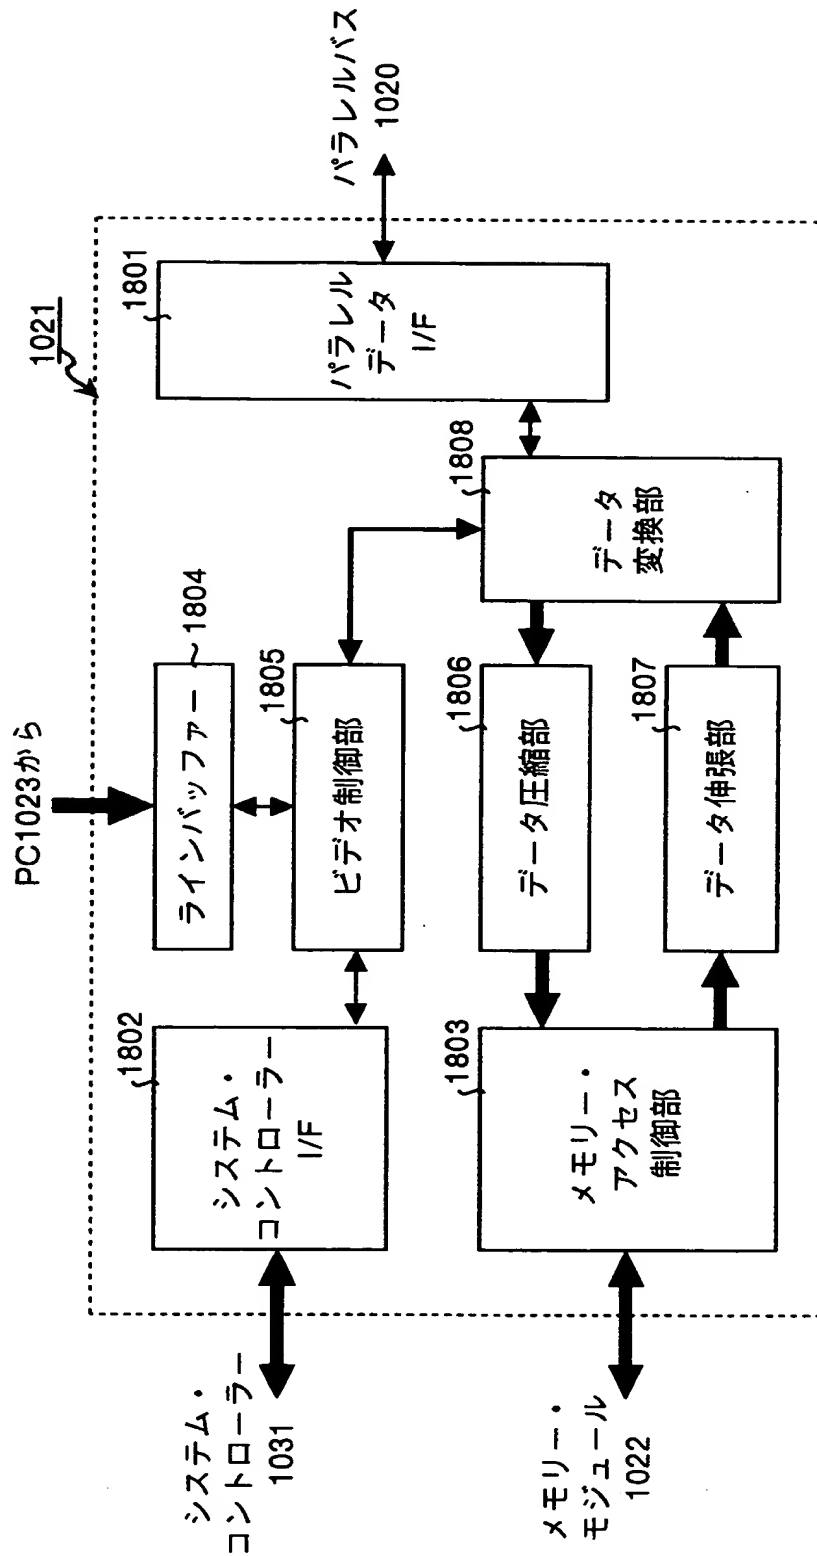 PC1023から
1021
システム・
コントローラー
1031
1802
システム・
コントローラー
I/F
ラインバッファー
1804
1805
ビデオ制御部
1801
パラレル
データ
I/F
パラレルバス
1020
メモリー・
モジュール
1022
1803
メモリー・
アクセス
制御部
1806
データ圧縮部
1807
データ伸張部
1808
データ
変換部